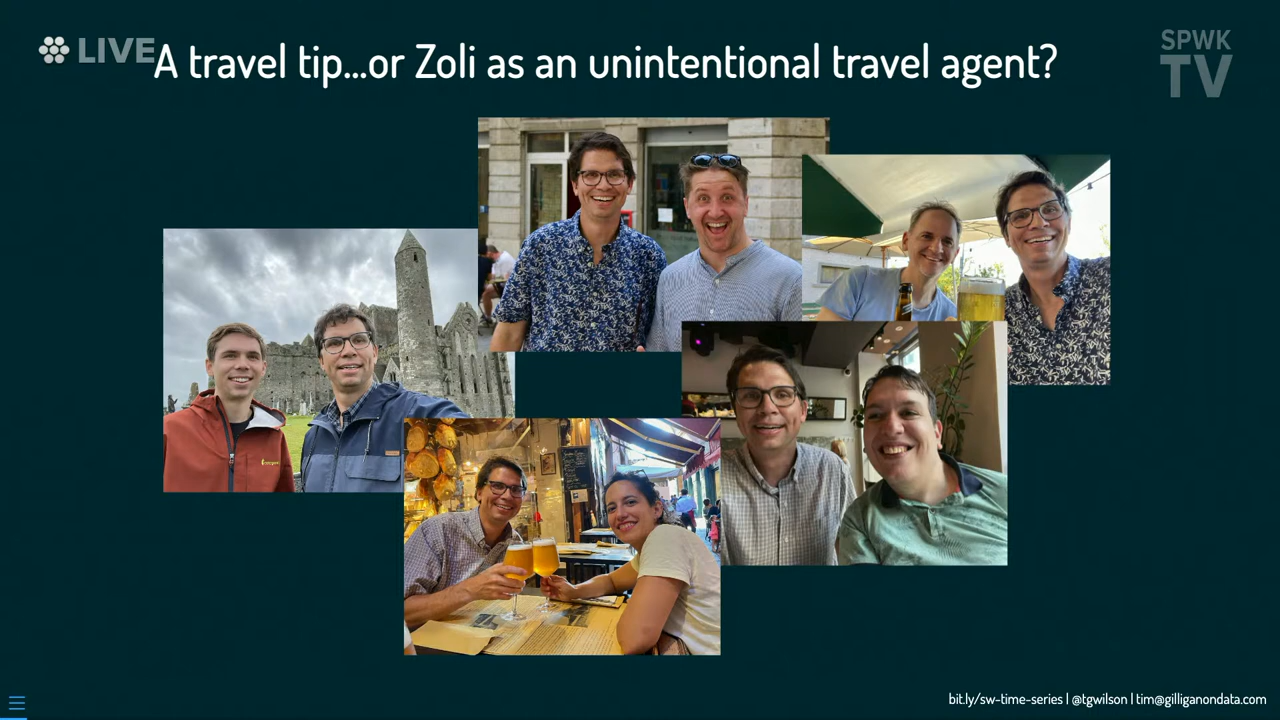 LIVE
A travel tip...or Zoli as an unintentional travel agent?
SPWK
TV
bit.ly/sw-time-series | @tgwilson | tim@gilliganondata.com